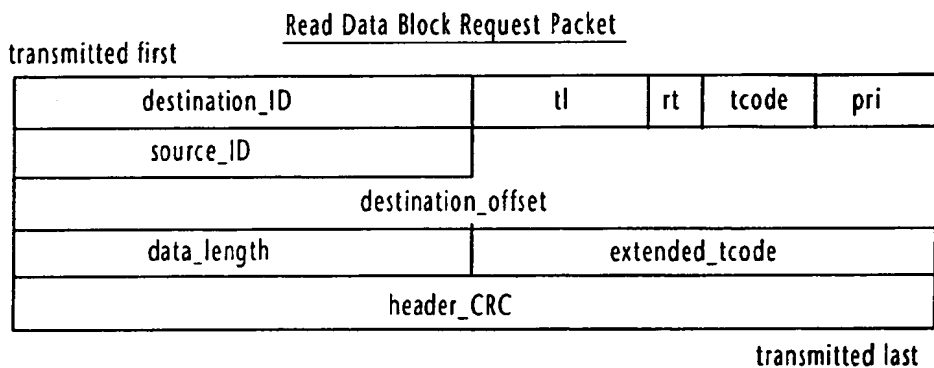 Read Data Block Request Packet
transmitted first
destination_ID tl rt tcode pri
source_ID
destination_offset
data_length extended_tcode
header_CRC
transmitted last